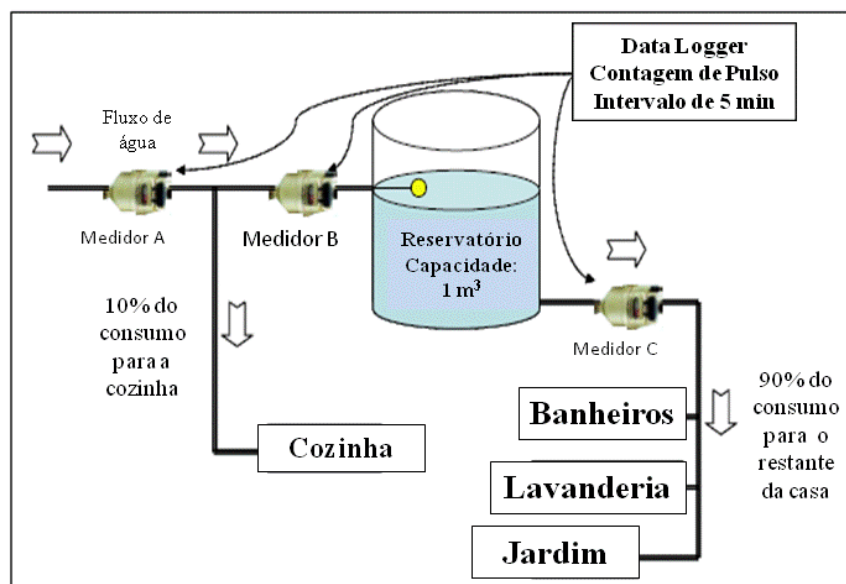 Data Logger
Contagem de Pulso
Intervalo de 5 min
Fluxo de
água
Medidor A
Medidor B
Reservatório
Capacidade:
1 m³
Medidor C
10% do
consumo
para a
cozinha
Cozinha
Banheiros
Lavanderia
Jardim
90% do
consumo
para o
restante
da casa